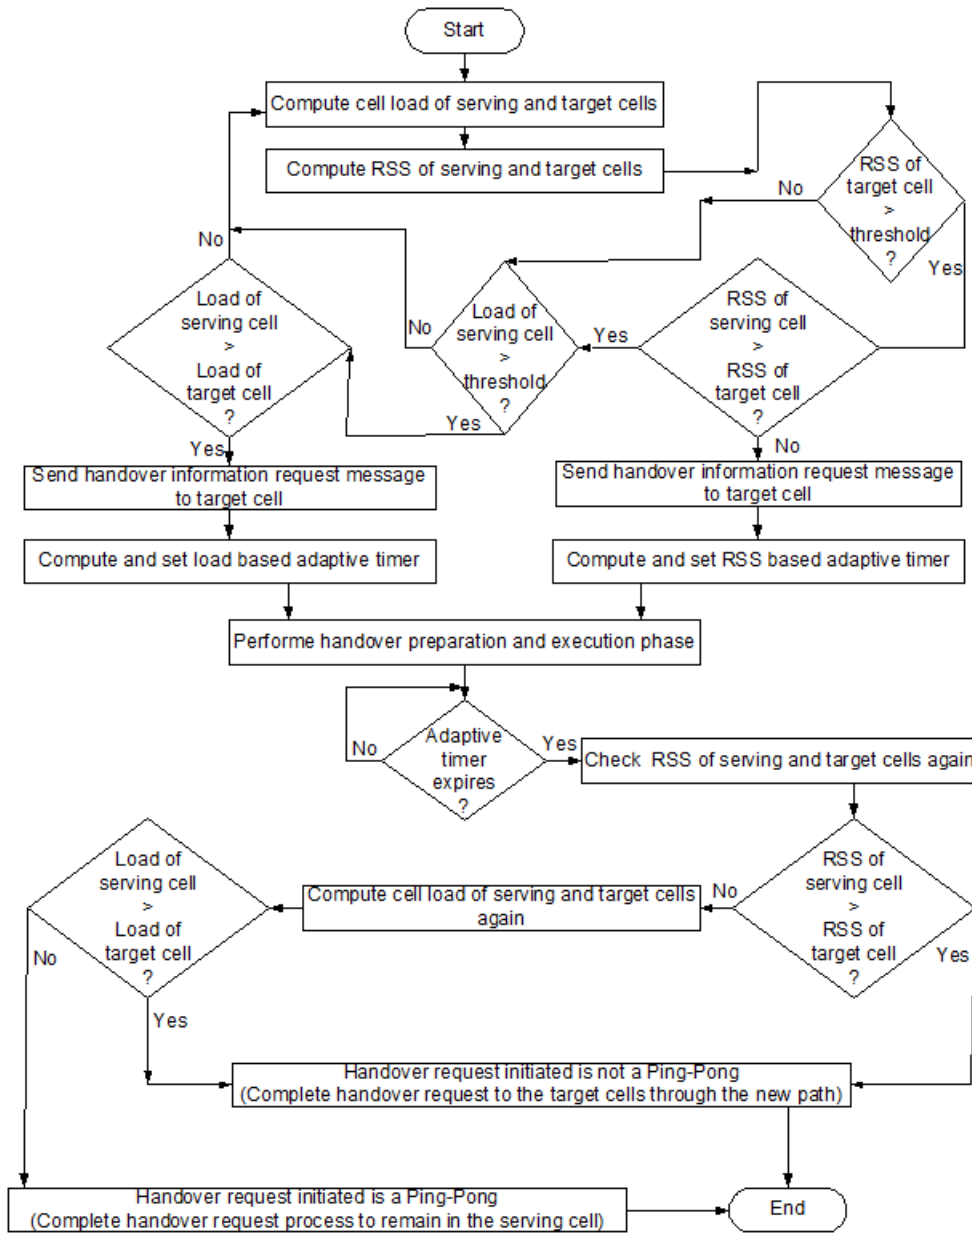 Start
Compute cell load of serving and target cells
Compute RSS of serving and target cells
RSS of
target cell
>
threshold
?
No
Yes
No
Load of
serving cell
>
Load of
target cell
?
No
Load of
serving cell
>
threshold
?
Yes
RSS of
serving cell
>
RSS of
target cell
?
Yes
Yes
No
Send handover information request message
to target cell
Send handover information request message
to target cell
Compute and set load based adaptive timer
Compute and set RSS based adaptive timer
Performe handover preparation and execution phase
No
Adaptive
timer
expires
?
Yes
Check RSS of serving and target cells again
Load of
serving cell
>
Load of
target cell
?
Compute cell load of serving and target cells
again
No
RSS of
serving cell
>
RSS of
target cell
?
No
Yes
Yes
Handover request initiated is not a Ping-Pong
(Complete handover request to the target cells through the new path)
Handover request initiated is a Ping-Pong
(Complete handover request process to remain in the serving cell)
End